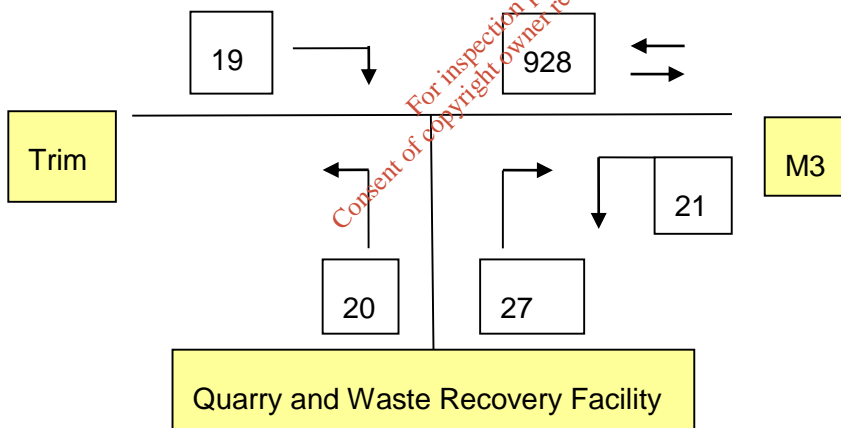 19
928
For inspection p
Consent of copyright owner re
Trim
M3
21
20
27
Quarry and Waste Recovery Facility